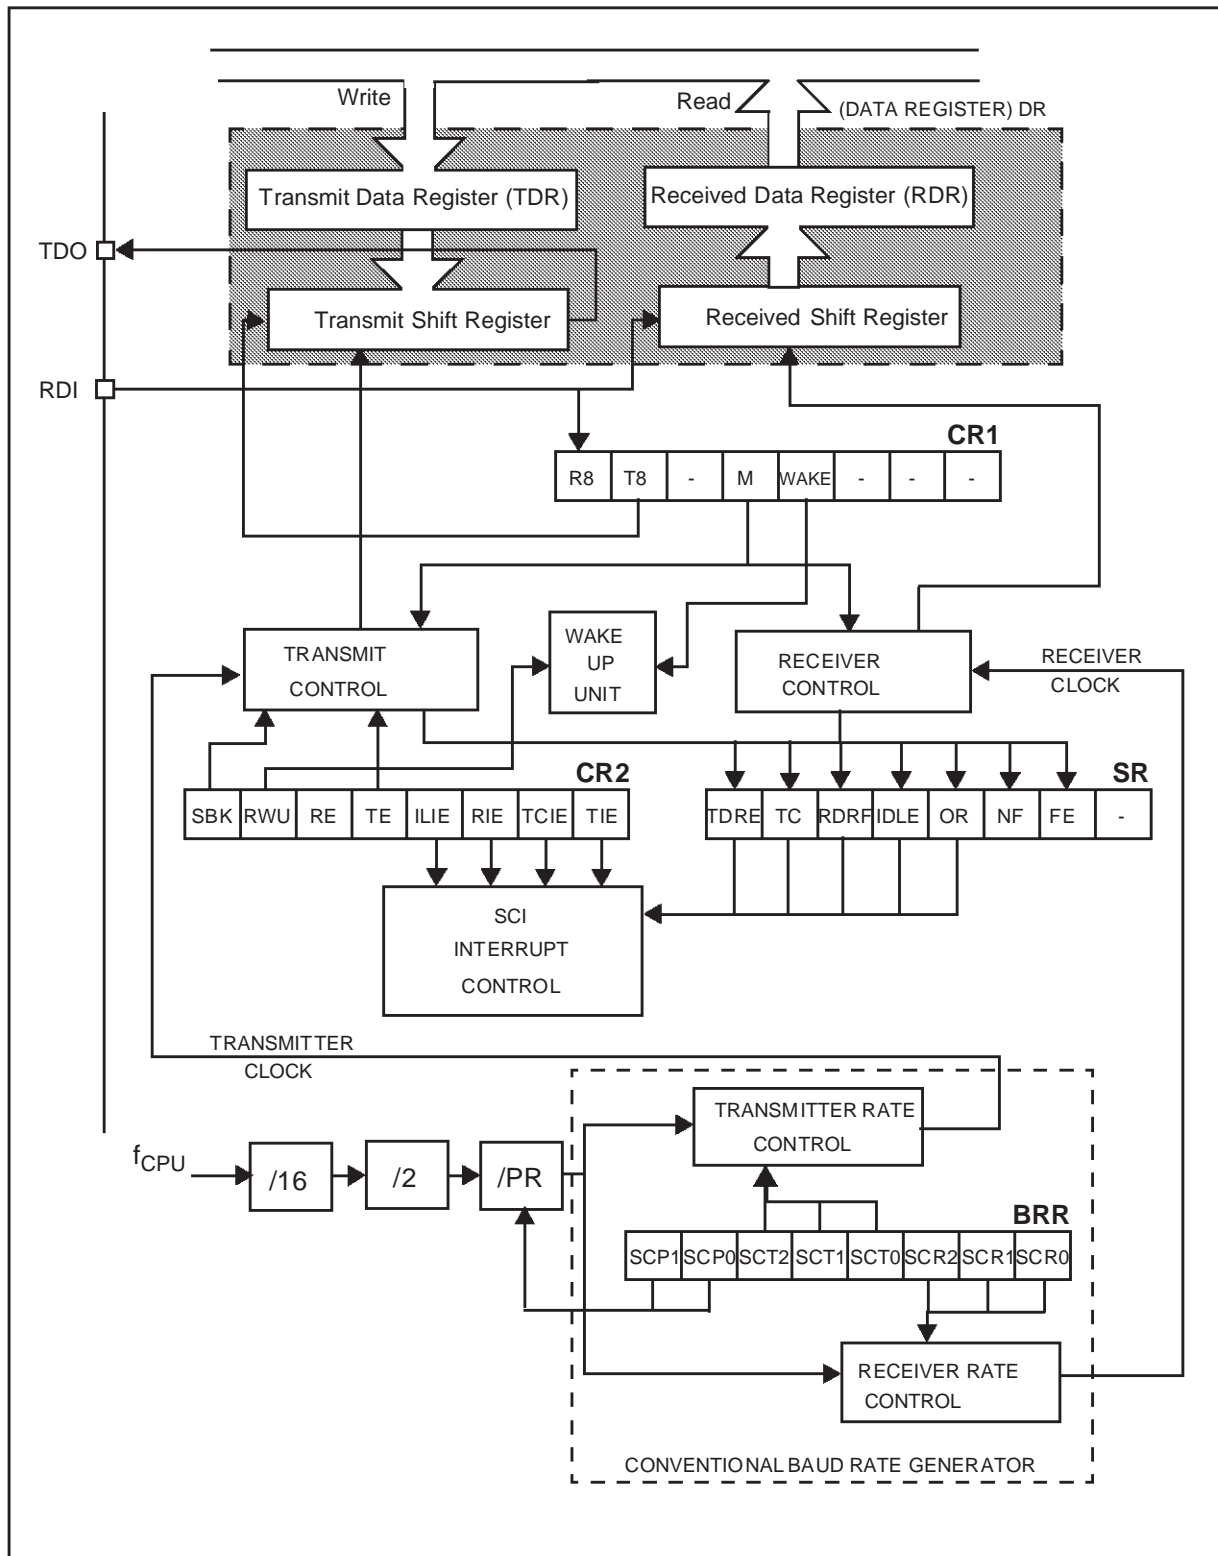 Write
Read
(DATA REGISTER) DR
Transmit Data Register (TDR)
Received Data Register (RDR)
TDO
Transmit Shift Register
Received Shift Register
RDI
CR1
R8 T8 - M WAKE - - -
TRANSMIT
CONTROL
WAKE
UP
UNIT
RECEIVER
CONTROL
RECEIVER
CLOCK
CR2
SBK RWU RE TE ILIE RIE TCIE TIE
SR
TDRE TC RDRF IDLE OR NF FE -
SCI
INTERRUPT
CONTROL
TRANSMITTER
CLOCK
TRANSMITTER RATE
CONTROL
fCPU
/16
/2
/PR
BRR
SCP1 SCP0 SCT2 SCT1 SCT0 SCR2 SCR1 SCR0
RECEIVER RATE
CONTROL
CONVENTIONAL BAUD RATE GENERATOR